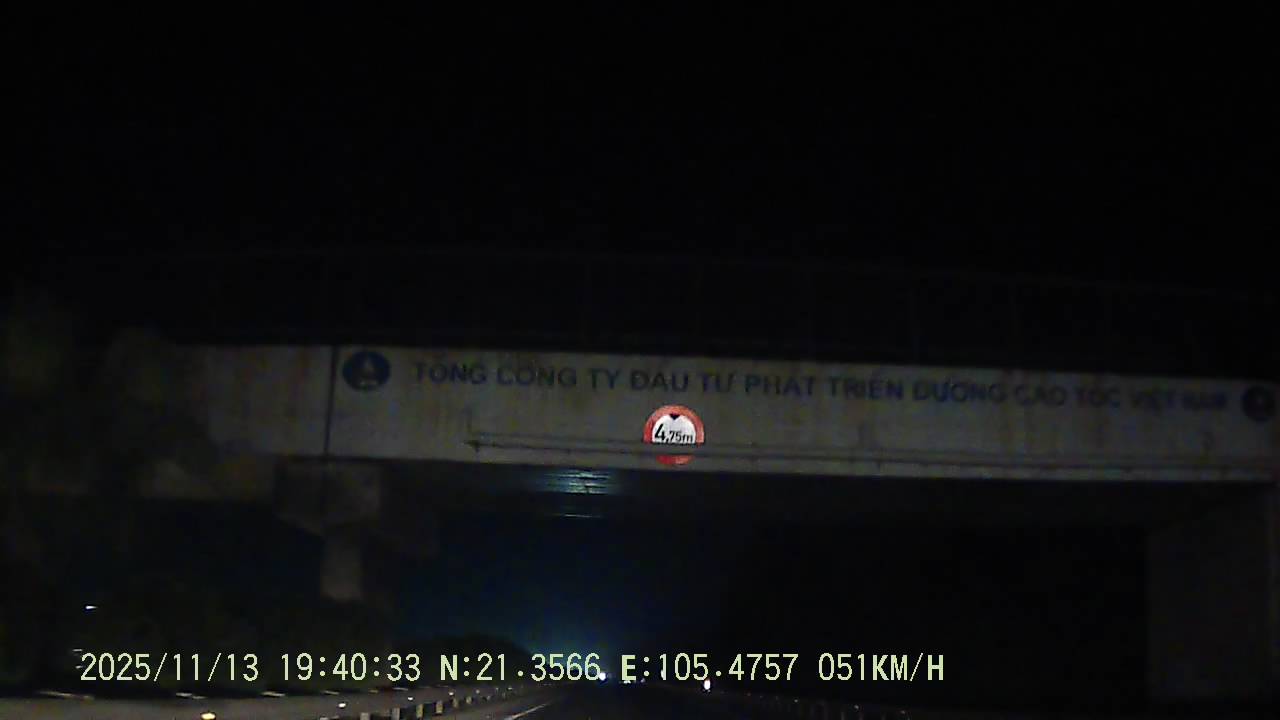 TỔNG CÔNG TY ĐẦU TƯ PHÁT TRIỂN ĐƯỜNG CAO TỐC VIỆT NAM
4,75m
2025/11/13 19:40:33 N:21.3566 E:105.4757 051KM/H